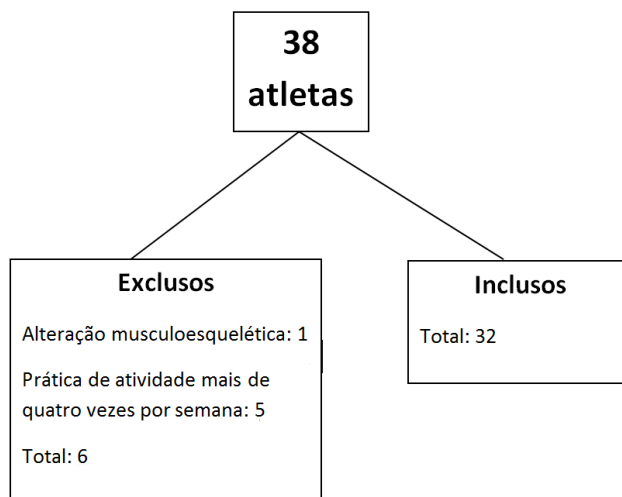 38
atletas
Exclusos
Alteração musculoesquelética: 1
Prática de atividade mais de
quatro vezes por semana: 5
Total: 6
Inclusos
Total: 32